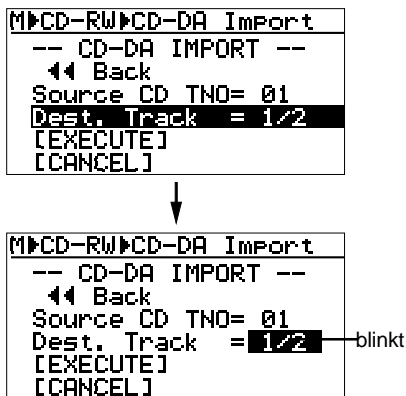 M▶CD-RW▶CD-DA Import
-- CD-DA IMPORT --
◀◀ Back
Source CD TNO= 01
Dest. Track = 1/2
[EXECUTE]
[CANCEL]
M▶CD-RW▶CD-DA Import
-- CD-DA IMPORT --
◀◀ Back
Source CD TNO= 01
Dest. Track = 1/2 blinkt
[EXECUTE]
[CANCEL]